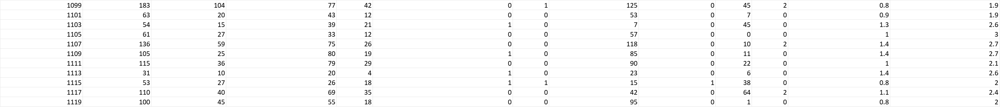 1099 183 104 77 42 0 1 125 0 45 2 0.8 1.9
1101 63 20 43 12 0 0 53 0 7 0 0.9 1.9
1103 54 15 39 21 1 0 7 0 45 0 1.3 2.6
1105 61 27 33 12 0 0 57 0 0 0 1 3
1107 136 59 75 26 0 0 118 0 10 2 1.4 2.7
1109 105 25 80 19 1 0 85 0 11 0 1.4 2.7
1111 115 36 79 29 0 0 90 0 22 0 1 2.1
1113 31 10 20 4 1 0 23 0 6 0 1.4 2.6
1115 53 27 26 18 1 1 15 1 38 0 0.8 2
1117 110 40 69 35 0 0 42 0 64 2 1.1 2.4
1119 100 45 55 18 0 0 95 0 1 0 0.8 2